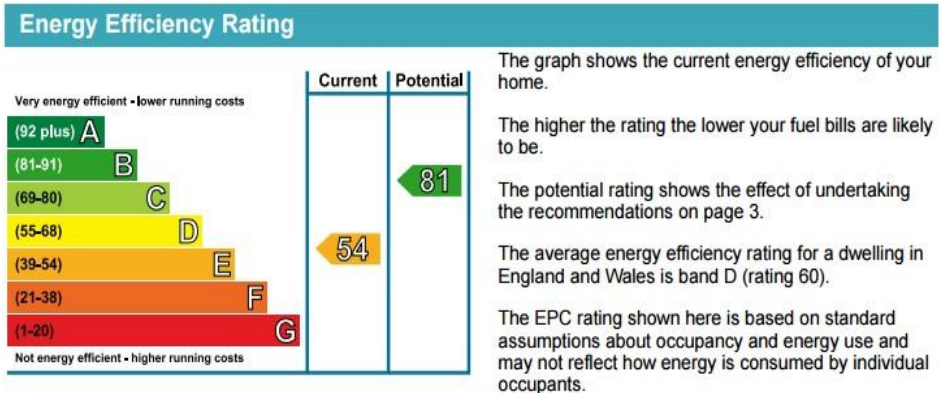 Energy Efficiency Rating
Current Potential
Very energy efficient - lower running costs
(92 plus) A
(81-91) B
(69-80) C
(55-68) D
(39-54) E
(21-38) F
(1-20) G
Not energy efficient - higher running costs
54
81
The graph shows the current energy efficiency of your
home.
The higher the rating the lower your fuel bills are likely
to be.
The potential rating shows the effect of undertaking
the recommendations on page 3.
The average energy efficiency rating for a dwelling in
England and Wales is band D (rating 60).
The EPC rating shown here is based on standard
assumptions about occupancy and energy use and
may not reflect how energy is consumed by individual
occupants.